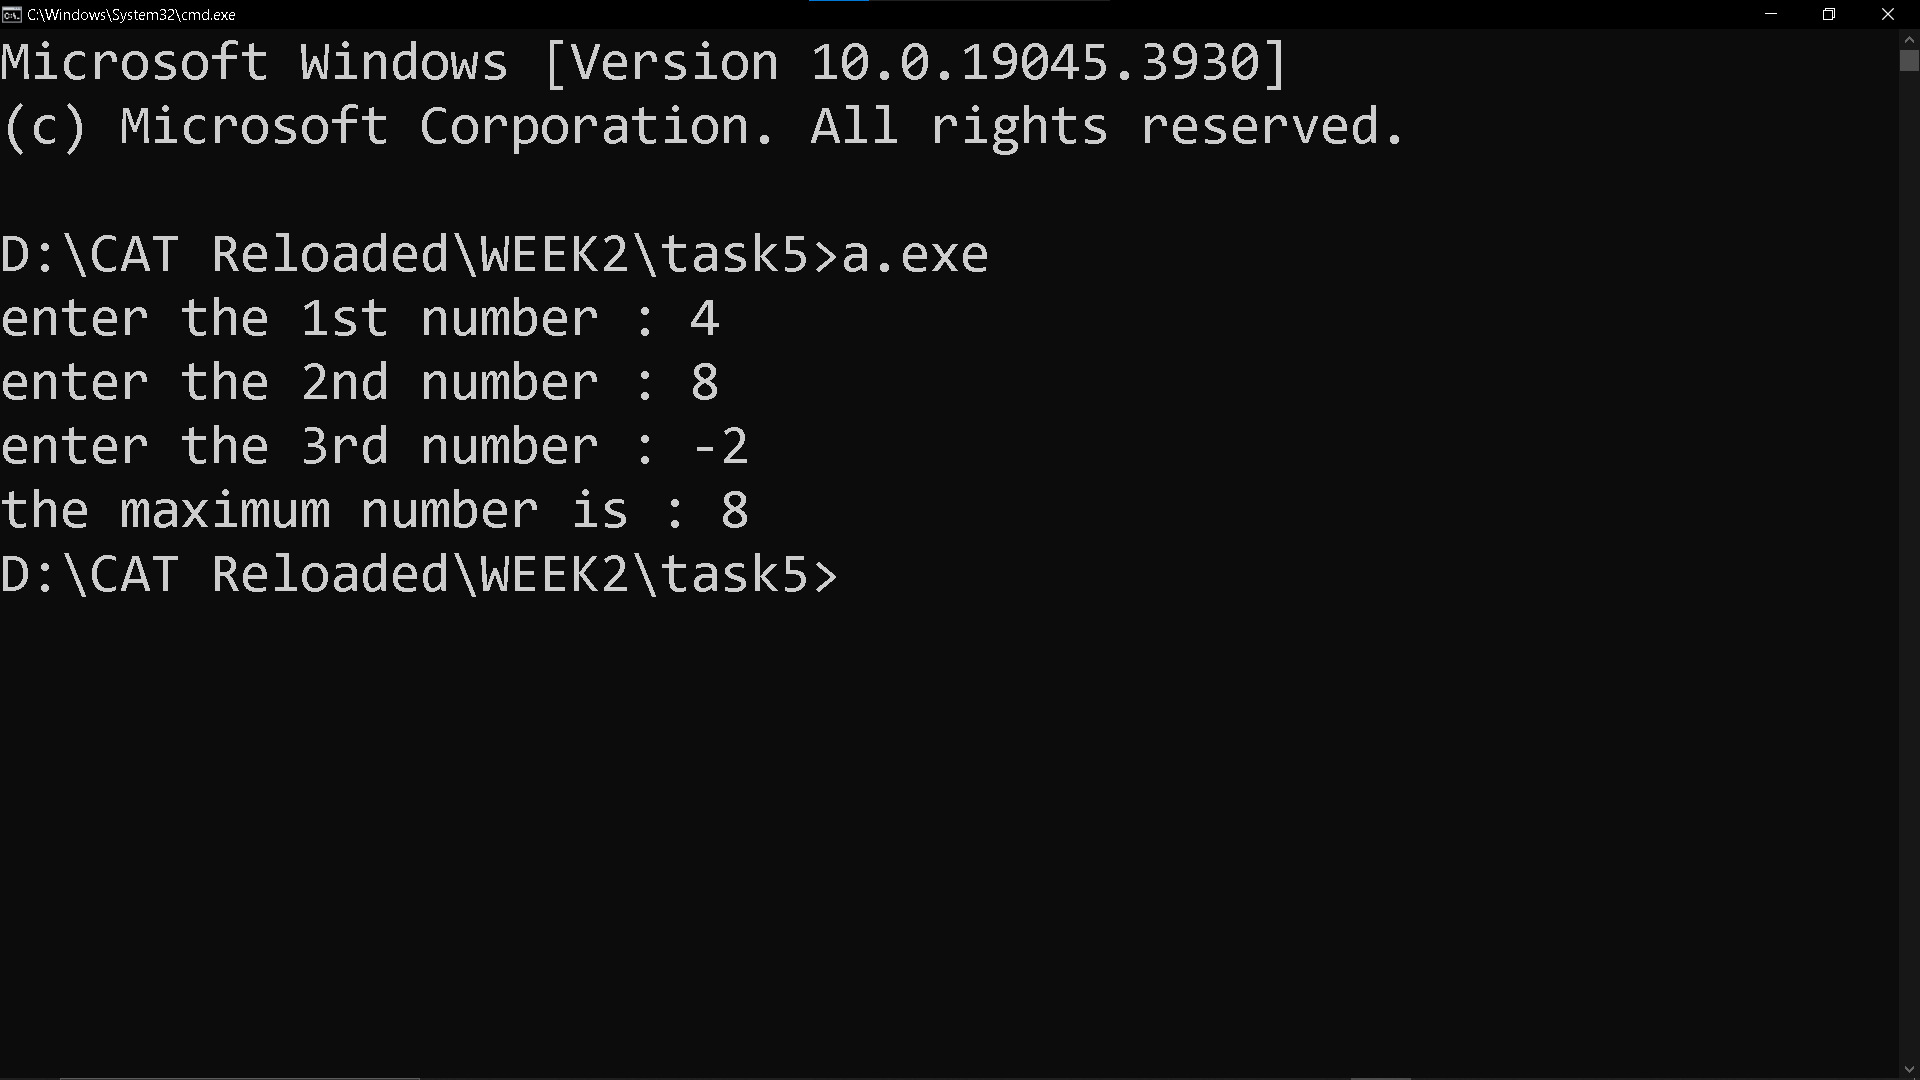 C:\Windows\System32\cmd.exe
Microsoft Windows [Version 10.0.19045.3930]
(c) Microsoft Corporation. All rights reserved.
D:\CAT Reloaded\WEEK2\task5>a.exe
enter the 1st number : 4
enter the 2nd number : 8
enter the 3rd number : -2
the maximum number is : 8
D:\CAT Reloaded\WEEK2\task5>